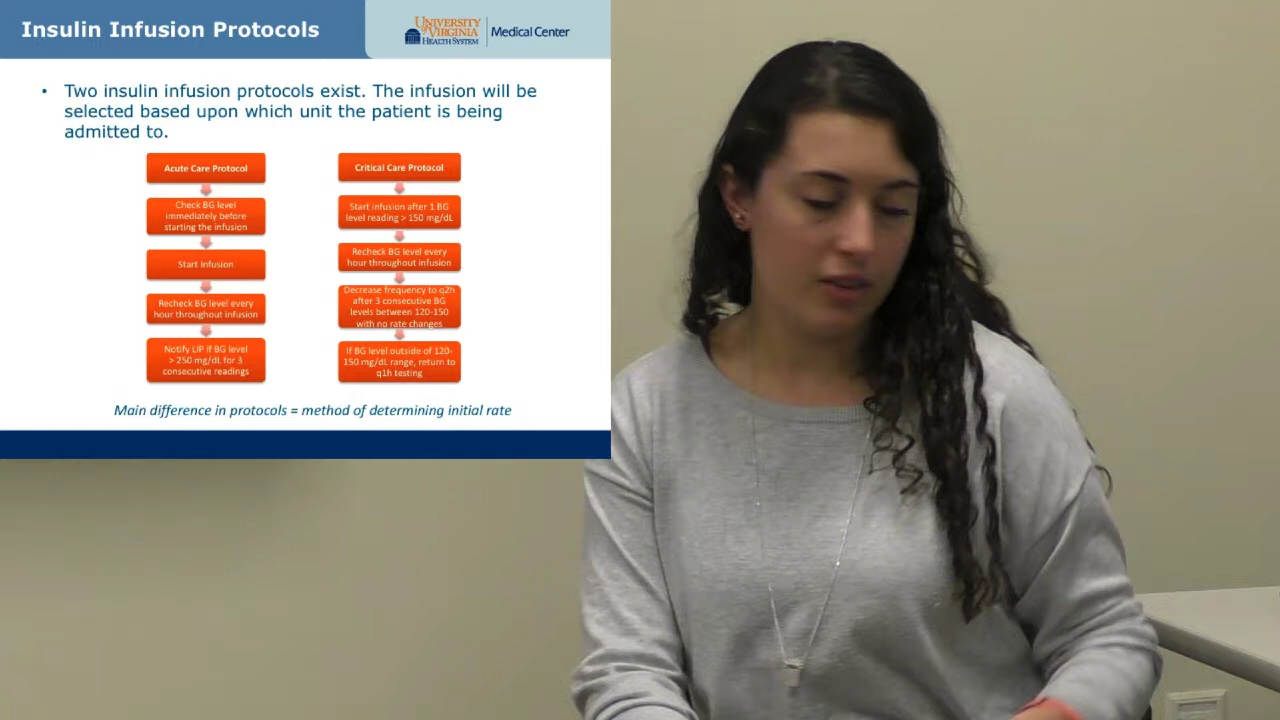 Insulin Infusion Protocols
UNIVERSITY
of VIRGINIA
HEALTH SYSTEM
Medical Center
• Two insulin infusion protocols exist. The infusion will be
selected based upon which unit the patient is being
admitted to.
Acute Care Protocol
Check BG level
immediately before
starting the infusion
Start Infusion
Recheck BG level every
hour throughout infusion
Notify LIP if BG level
> 250 mg/dL for 3
consecutive readings
Critical Care Protocol
Start infusion after 1 BG
level reading > 150 mg/dL
Recheck BG level every
hour throughout infusion
Decrease frequency to q2h
after 3 consecutive BG
levels between 120-150
with no rate changes
If BG level outside of 120-
150 mg/dL range, return to
q1h testing
Main difference in protocols = method of determining initial rate